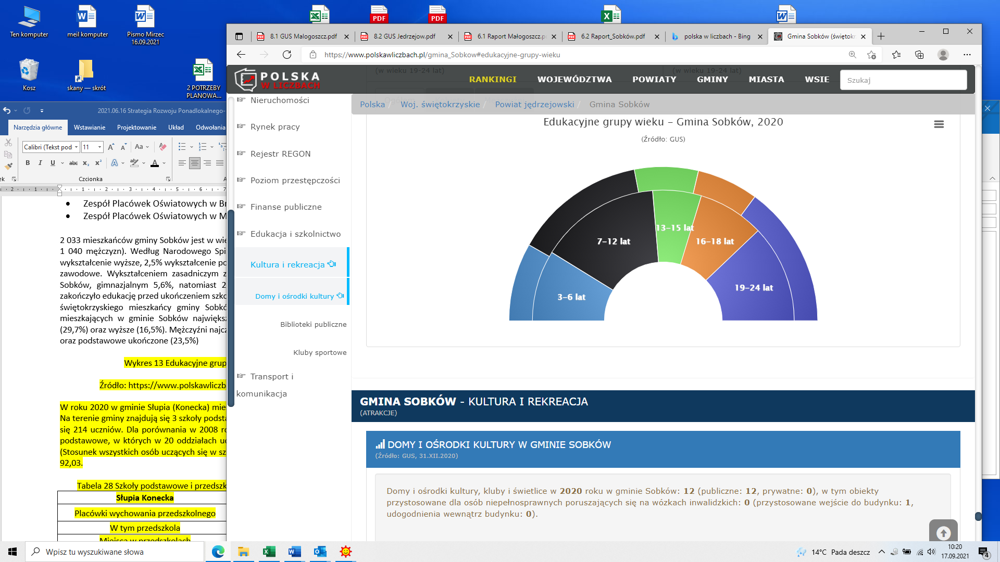 Ten komputer
meil komputer
Pismo Mirzec
16.09.2021
PDF
PDF
Kosz
skany — skrót
2 POTRZEBY
PLANOWA...
8.1 GUS Malogoszcz.pdf
8.2 GUS Jedrzejow.pdf
6.1 Raport Małogoszcz.p
6.2 Raport_Sobków.pdf
polska w liczbach - Bing
Gmina Sobków (świętokr
https://www.polskawliczbach.pl/gmina_Sobkow#edukacyjne-grupy-wieku
POLSKA
W LICZBACH
(w wieku 19-24 lat)
(w wieku 19-24 lat)
RANKINGI
WOJEWÓDZTWA
POWIATY
GMINY
MIASTA
WSIE
Szukaj
Polska / Woj. świętokrzyskie / Powiat jędrzejowski / Gmina Sobków
Nieruchomości
Rynek pracy
Rejestr REGON
Poziom przestępczości
Finanse publiczne
Edukacja i szkolnictwo
Kultura i rekreacja
Domy i ośrodki kultury
Biblioteki publiczne
Kluby sportowe
Transport i
komunikacja
Edukacyjne grupy wieku – Gmina Sobków, 2020
(Źródło: GUS)
3–6 lat
7–12 lat
13–15 lat
16–18 lat
19–24 lat
GMINA SOBKÓW - KULTURA I REKREACJA
(ATRAKCJE)
DOMY I OŚRODKI KULTURY W GMINIE SOBKÓW
(Źródło: GUS, 31.XII.2020)
Domy i ośrodki kultury, kluby i świetlice w 2020 roku w gminie Sobków: 12 (publiczne: 12, prywatne: 0), w tym obiekty
przystosowane dla osób niepełnosprawnych poruszających się na wózkach inwalidzkich: 0 (przystosowane wejście do budynku: 1,
udogodnienia wewnątrz budynku: 0).
2021.06.16 Strategia Rozwoju Ponadlokalnego-
Narzędzia główne
Wstawianie
Projektowanie
Układ
Odwołania
Calibri (Tekst pod
11
Czcionka
Zespół Placówek Oświatowych w Br
Zespół Placówek Oświatowych w M
2 033 mieszkańców gminy Sobków jest w wie
1 040 mężczyzn). Według Narodowego Spi
wykształcenie wyższe, 2,5% wykształcenie po
zawodowe. Wykształceniem zasadniczym z
Sobków, gimnazjalnym 5,6%, natomiast 2
zakończyło edukację przed ukończeniem szko
świętokrzyskiego mieszkańcy gminy Sobkó
mieszkających w gminie Sobków największ
(29,7%) oraz wyższe (16,5%). Mężczyźni najcz
oraz podstawowe ukończone (23,5%)
Wykres 13 Edukacyjne grup
Źródło: https://www.polskawliczb
W roku 2020 w gminie Słupia (Konecka) mie
Na terenie gminy znajdują się 3 szkoły podsta
się 214 uczniów. Dla porównania w 2008 ro
podstawowe, w których w 20 oddziałach uc
(Stosunek wszystkich osób uczących się w sz
92,03.
Tabela 28 Szkoły podstawowe i przedszk
Słupia Konecka
Placówki wychowania przedszkolnego
W tym przedszkola
Miejsca w przedszkolach
Wpisz tu wyszukiwane słowa
14°C Pada deszcz
10:20
17.09.2021
4